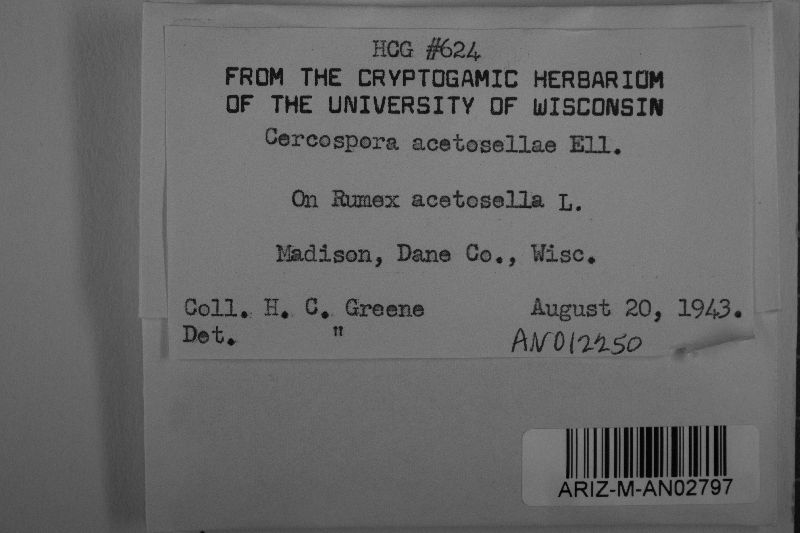 HCG #624
FROM THE CRYPTOGAMIC HERBARIUM
OF THE UNIVERSITY OF WISCONSIN
Cercospora acetosellae Ell.
On Rumex acetosella L.
Madison, Dane Co., Wisc.
Coll. H. C. Greene August 20, 1943.
Det. "
AN012250
ARIZ-M-AN02797